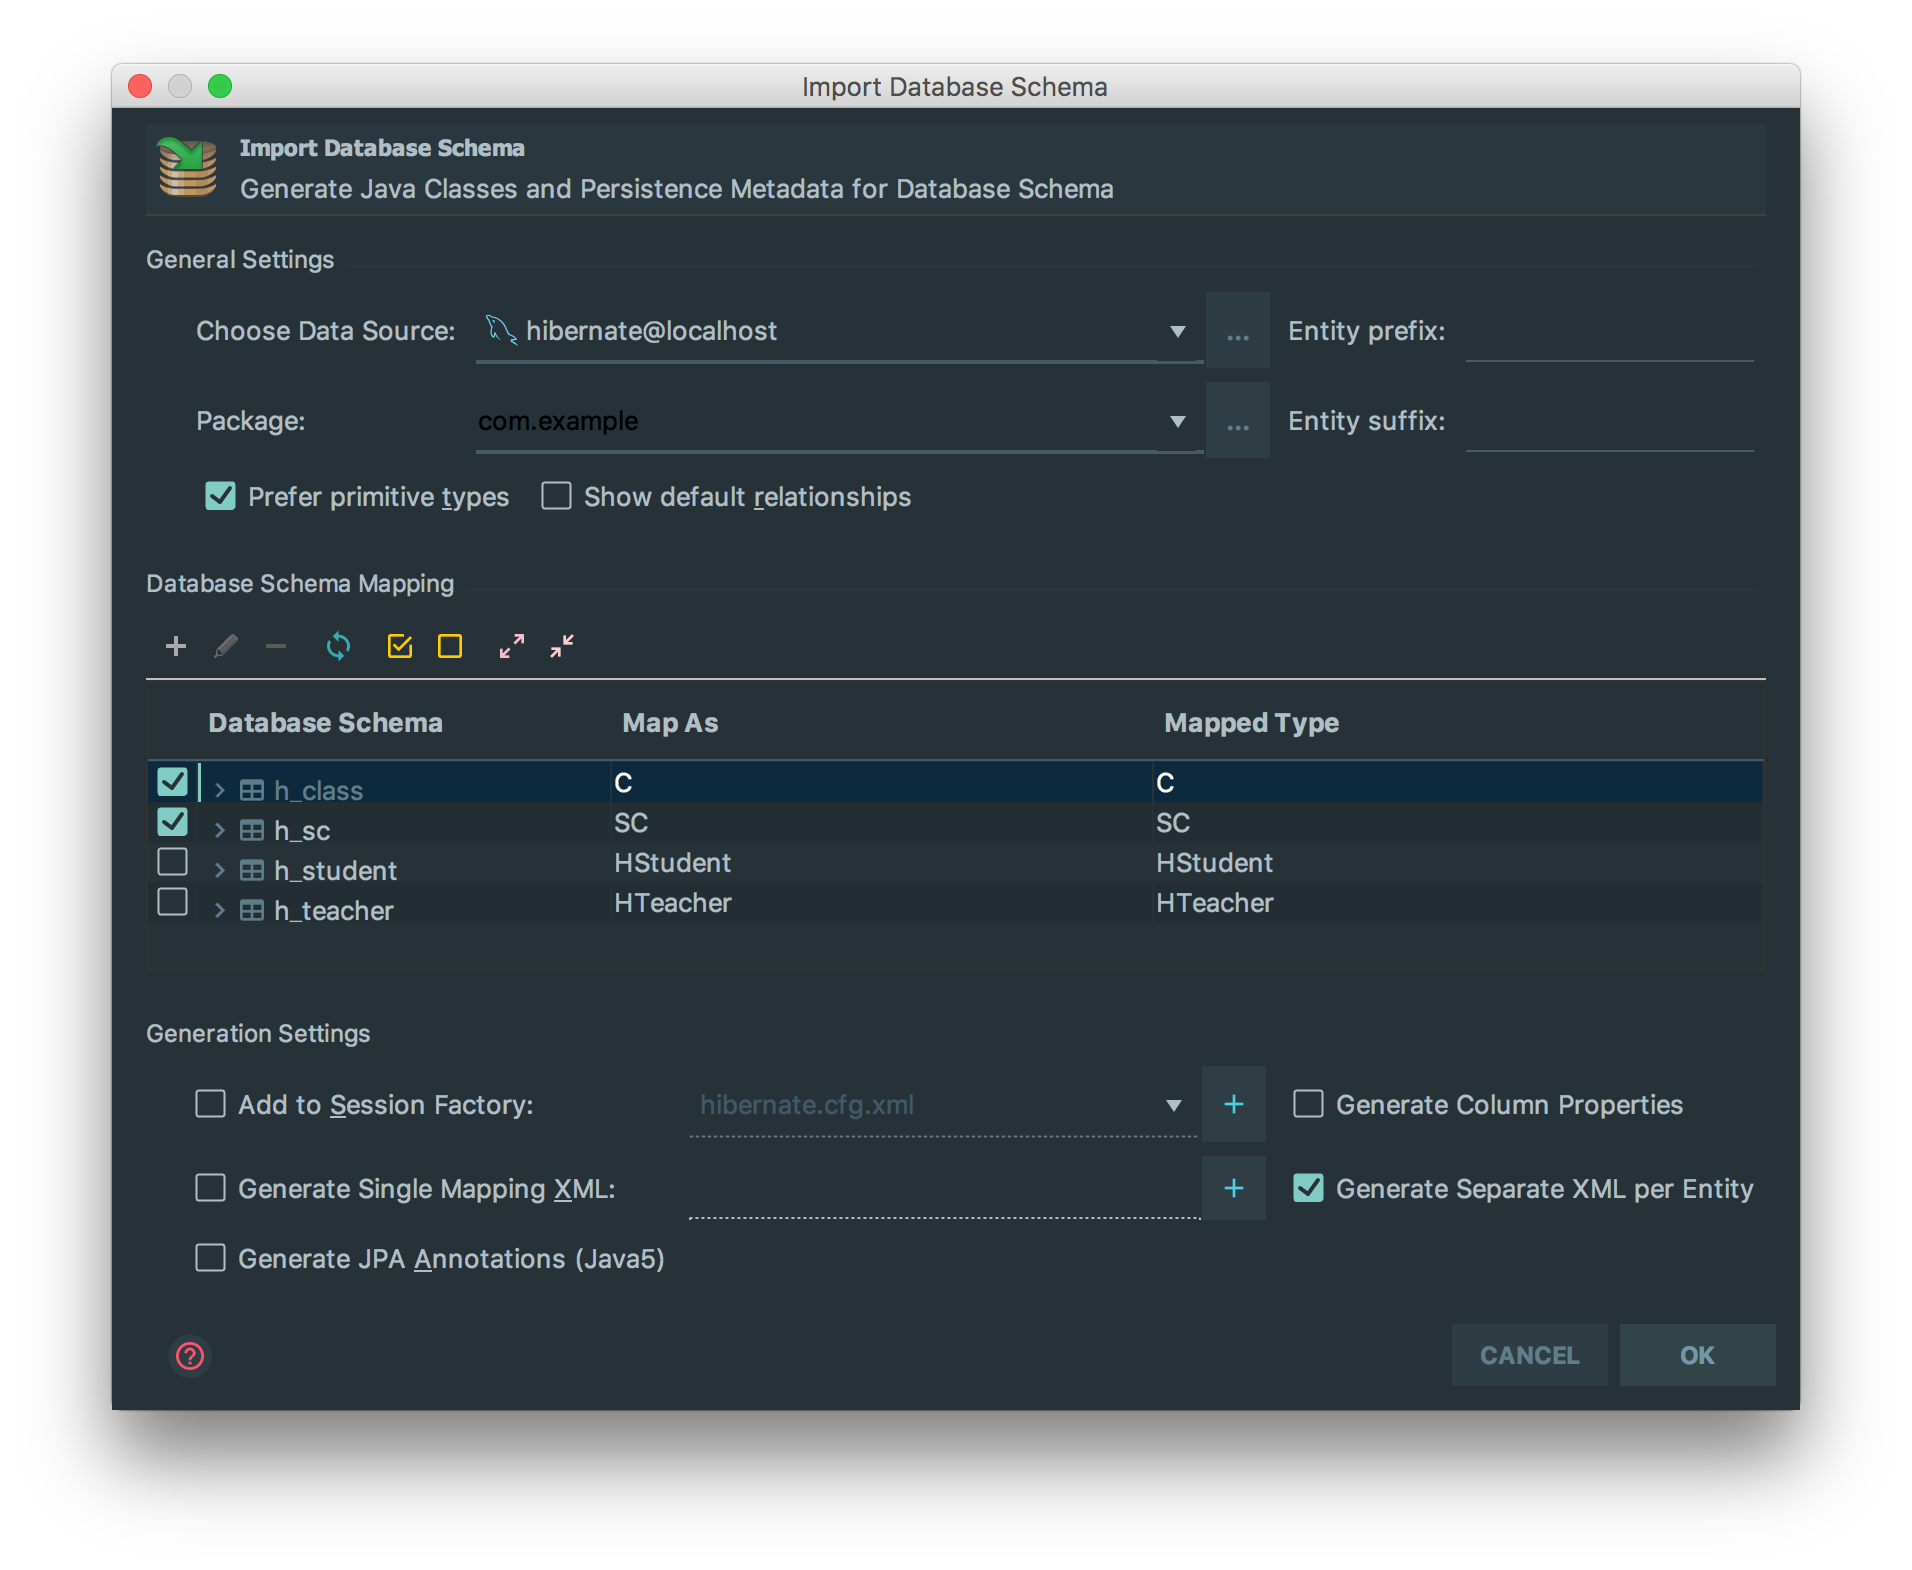 Import Database Schema
Import Database Schema
Generate Java Classes and Persistence Metadata for Database Schema
General Settings
Choose Data Source: hibernate@localhost ... Entity prefix:
Package: com.example ... Entity suffix:
Prefer primitive types Show default relationships
Database Schema Mapping
Database Schema Map As Mapped Type
h_class C C
h_sc SC SC
h_student HStudent HStudent
h_teacher HTeacher HTeacher
Generation Settings
Add to Session Factory: hibernate.cfg.xml + Generate Column Properties
Generate Single Mapping XML: + Generate Separate XML per Entity
Generate JPA Annotations (Java5)
? CANCEL OK